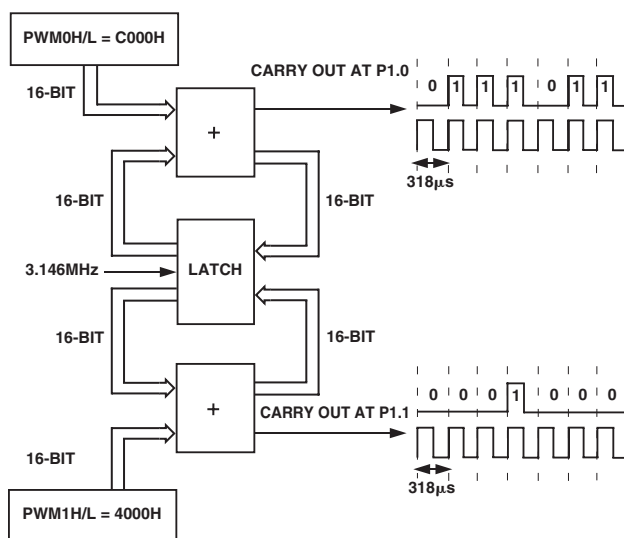 PWM0H/L = C000H
16-BIT
CARRY OUT AT P1.0
0 1 1 1 0 1 1
+
318µs
16-BIT
16-BIT
3.146MHz
LATCH
16-BIT
16-BIT
0 0 0 1 0 0 0
+
CARRY OUT AT P1.1
16-BIT
318µs
PWM1H/L = 4000H